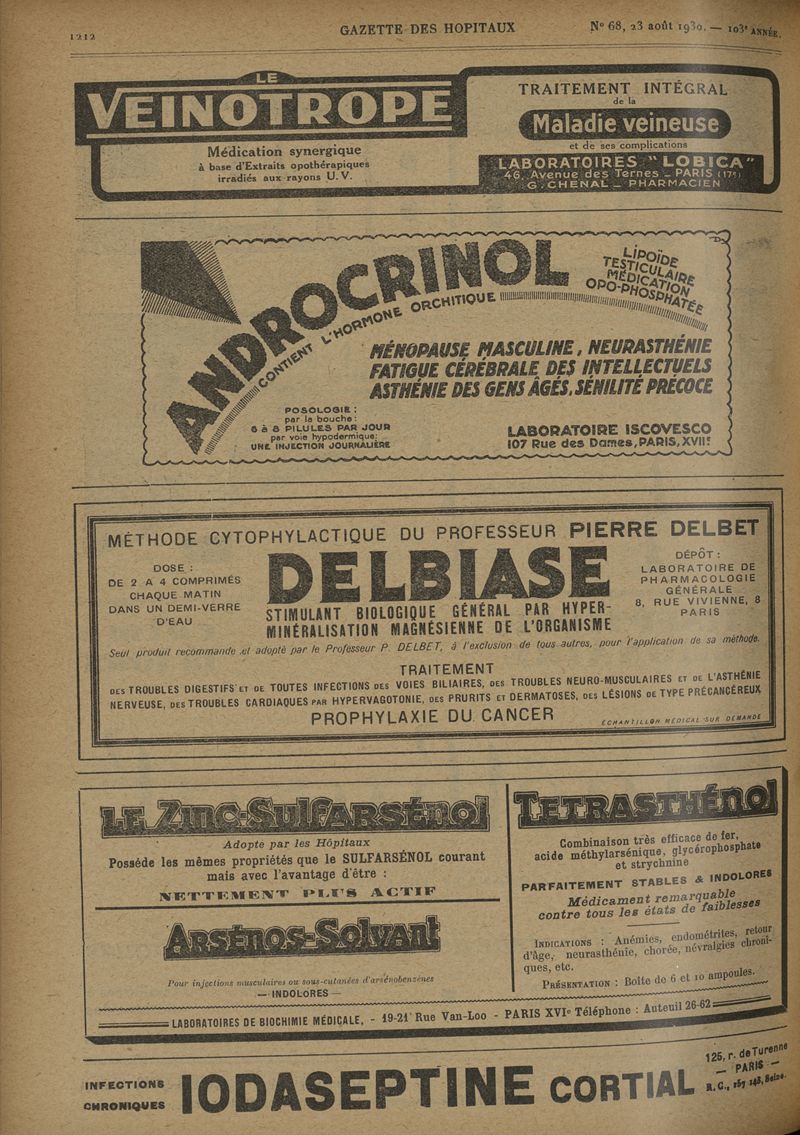 1212
GAZETTE DES HOPITAUX
Nº 68, 23 août 1930. — 103e ANNÉE.
LE
VEINOTROPE
Médication synergique
à base d'Extraits opothérapiques
irradiés aux rayons U.V.
TRAITEMENT INTÉGRAL
de la
Maladie veineuse
et de ses complications
LABORATOIRES "LOBICA"
46, Avenue des Ternes _ PARIS (17e)
G. CHENAL _ PHARMACIEN
ANDROCRINOL
CONTIENT L'HORMONE ORCHITIQUE
LIPOÏDE
TESTICULAIRE
MÉDICATION
OPO-PHOSPHATÉE
MÉNOPAUSE MASCULINE, NEURASTHÉNIE
FATIGUE CÉRÉBRALE DES INTELLECTUELS
ASTHÉNIE DES GENS ÂGÉS, SÉNILITÉ PRÉCOCE
POSOLOGIE:
par la bouche:
6 à 8 PILULES PAR JOUR
par voie hypodermique:
UNE INJECTION JOURNALIÈRE
LABORATOIRE ISCOVESCO
107 Rue des Dames, PARIS, XVIIe
MÉTHODE CYTOPHYLACTIQUE DU PROFESSEUR PIERRE DELBET
DOSE :
DE 2 A 4 COMPRIMÉS
CHAQUE MATIN
DANS UN DEMI-VERRE
D'EAU
DELBIASE
STIMULANT BIOLOGIQUE GÉNÉRAL PAR HYPER-
MINÉRALISATION MAGNÉSIENNE DE L'ORGANISME
DÉPÔT :
LABORATOIRE DE
PHARMACOLOGIE
GÉNÉRALE
8, RUE VIVIENNE, 8
PARIS
Seul produit recommandé et adopté par le Professeur P. DELBET, à l'exclusion de tous autres, pour l'application de sa méthode.
TRAITEMENT
DES TROUBLES DIGESTIFS ET DE TOUTES INFECTIONS DES VOIES BILIAIRES, DES TROUBLES NEURO-MUSCULAIRES ET DE L'ASTHÉNIE
NERVEUSE, DES TROUBLES CARDIAQUES PAR HYPERVAGOTONIE, DES PRURITS ET DERMATOSES, DES LÉSIONS DE TYPE PRÉCANCÉREUX
PROPHYLAXIE DU CANCER
ÉCHANTILLON MÉDICAL SUR DEMANDE
LE Zinc-Sulfarsénol
Adopté par les Hôpitaux
Possède les mêmes propriétés que le SULFARSÉNOL courant
mais avec l'avantage d'être :
NETTEMENT PLUS ACTIF
Arsénos-Solvant
Pour injections musculaires ou sous-cutanées d'arsénobenzènes
— INDOLORES —
TETRASTHÉNOL
Combinaison très efficace de fer,
acide méthylarsénique, glycérophosphate
et strychnine
PARFAITEMENT STABLES & INDOLORES
Médicament remarquable
contre tous les états de faiblesses
INDICATIONS : Anémies, endométrites, retour
d'âge, neurasthénie, chorée, névralgies chroni-
ques, etc.
PRÉSENTATION : Boîte de 6 et 10 ampoules.
LABORATOIRES DE BIOCHIMIE MÉDICALE, - 19-21 Rue Van-Loo - PARIS XVIe Téléphone : Auteuil 26-62
INFECTIONS
CHRONIQUES
IODASEPTINE CORTIAL
125, r. de Turenne
— PARIS —
R. C., 157 148, Seine.